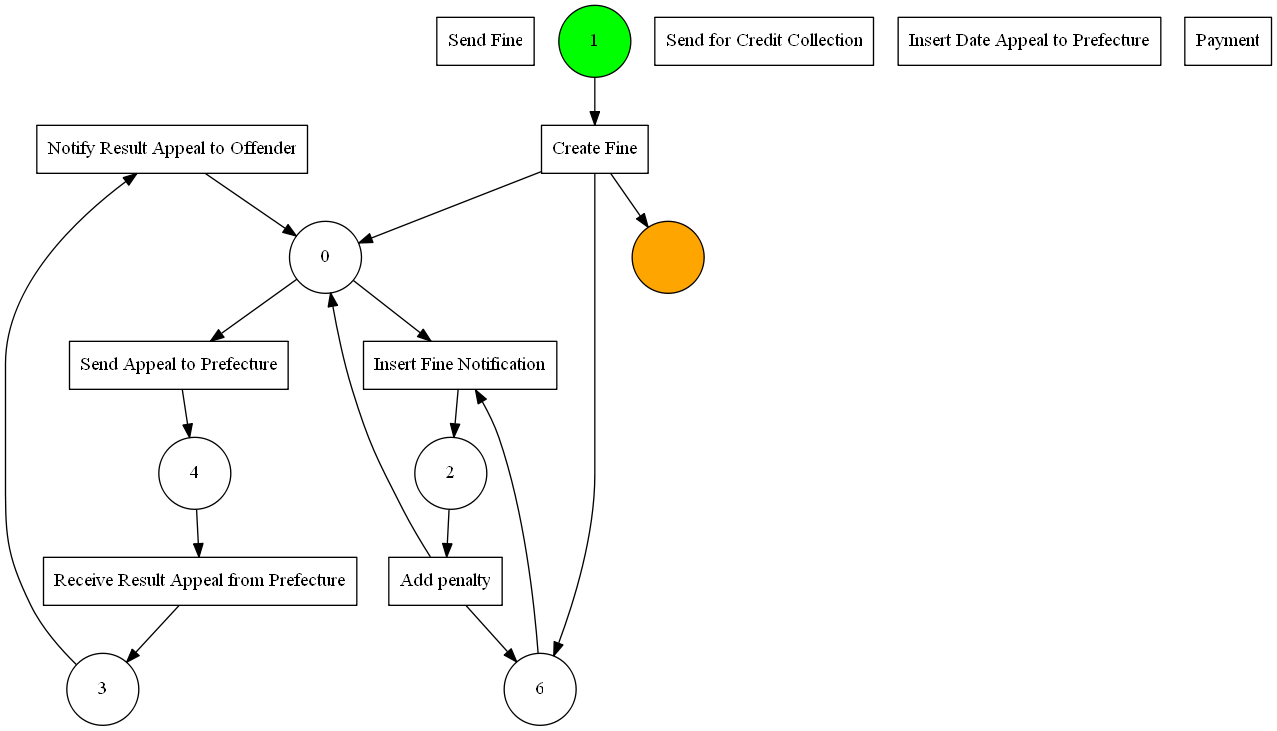 Send Fine
1
Send for Credit Collection
Insert Date Appeal to Prefecture
Payment
Notify Result Appeal to Offender
Create Fine
0
Send Appeal to Prefecture
Insert Fine Notification
4
2
Receive Result Appeal from Prefecture
Add penalty
3
6